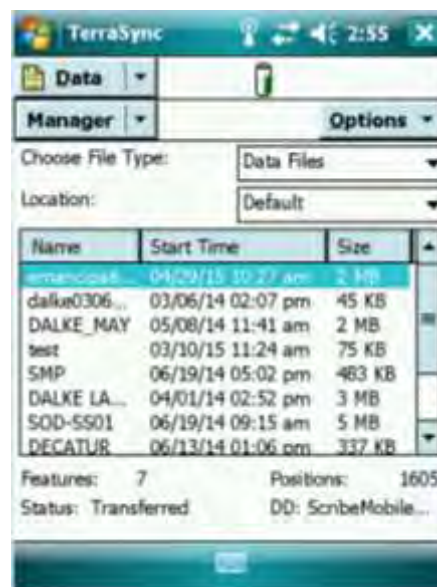 TerraSync 2:55
Data
Manager Options
Choose File Type: Data Files
Location: Default
Name Start Time Size
04/29/15 10:27 am 2 MB
dalke0306... 03/06/14 02:07 pm 45 KB
DALKE_MAY 05/08/14 11:41 am 2 MB
test 03/10/15 11:24 am 75 KB
SMP 06/19/14 05:02 pm 483 KB
DALKE LA... 04/01/14 02:52 pm 3 MB
SOD-SS01 06/19/14 09:15 am 5 MB
DECATUR 06/13/14 01:06 pm 337 KB
Features: 7 Positions: 1605
Status: Transferred DD: ScribeMobile...